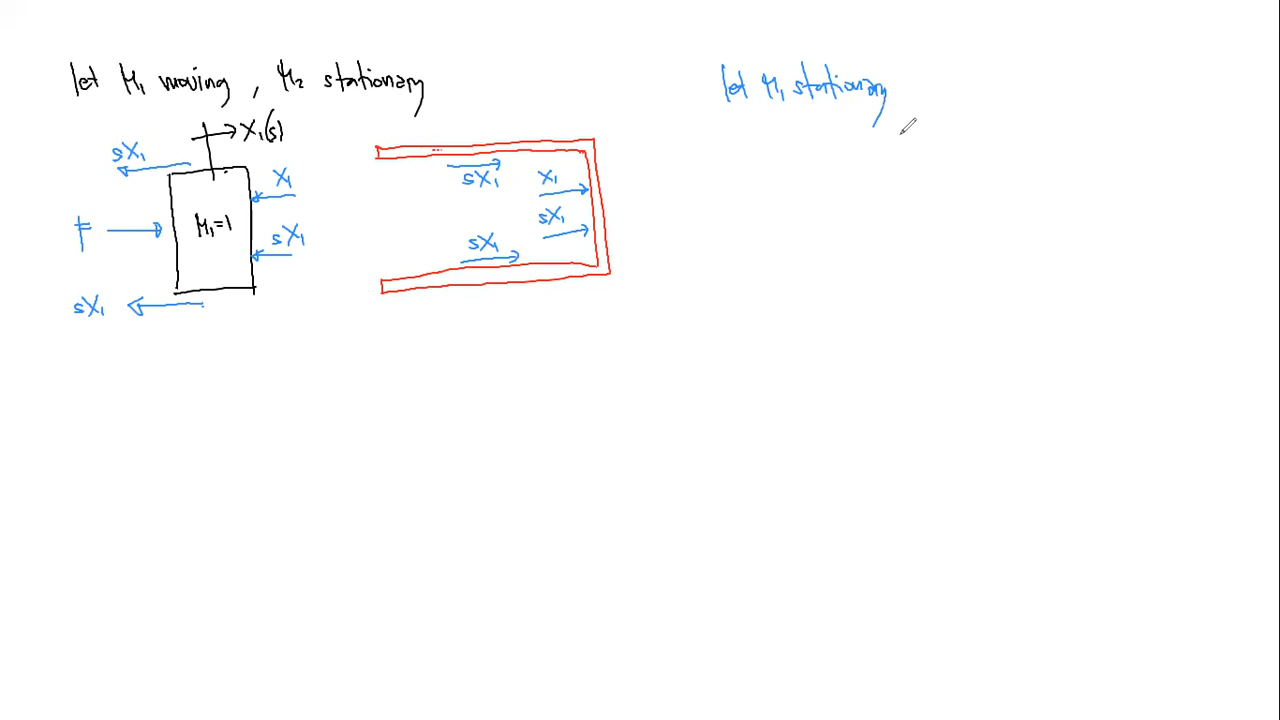 let M₁ moving , M₂ stationary
let M₁ stationary
X₁(s)
sX₁
X₁
F
M₁=1
sX₁
sX₁
sX₁
X₁
sX₁
sX₁